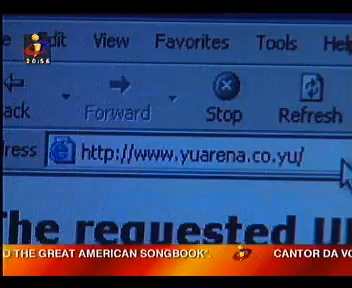 e Edit View Favorites Tools Help
20:56
ack Forward Stop Refresh
ress http://www.yuarena.co.yu/
The requested U
O THE GREAT AMERICAN SONGBOOK". CANTOR DA VO